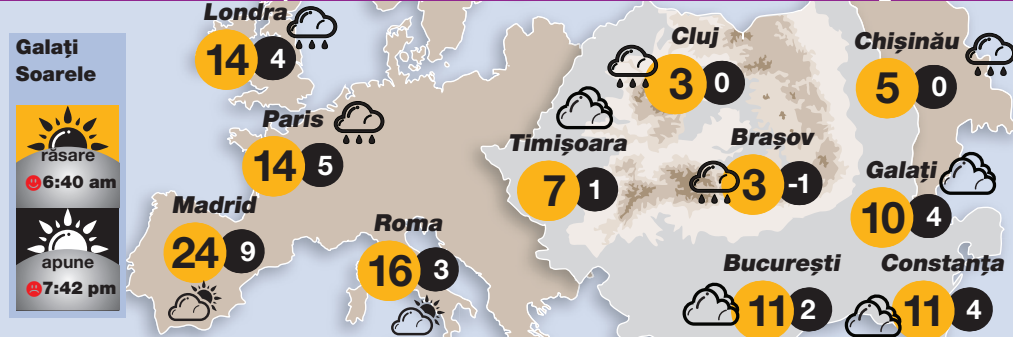 Galați
Soarele
răsare
6:40 am
apune
7:42 pm
Londra
14 4
Paris
14 5
Madrid
24 9
Roma
16 3
Cluj
3 0
Timișoara
7 1
Brașov
3 -1
Chișinău
5 0
Galați
10 4
București
11 2
Constanța
11 4